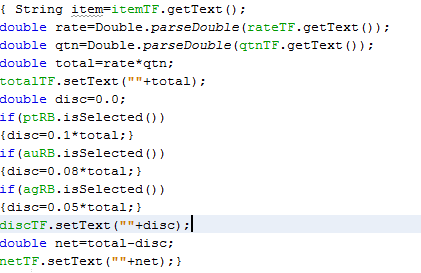 { String item=itemTF.getText();
double rate=Double.parseDouble(rateTF.getText());
double qtn=Double.parseDouble(qtnTF.getText());
double total=rate*qtn;
totalTF.setText(""+total);
double disc=0.0;
if(ptRB.isSelected())
{disc=0.1*total;}
if(auRB.isSelected())
{disc=0.08*total;}
if(agRB.isSelected())
{disc=0.05*total;}
discTF.setText(""+disc);
double net=total-disc;
netTF.setText(""+net);}